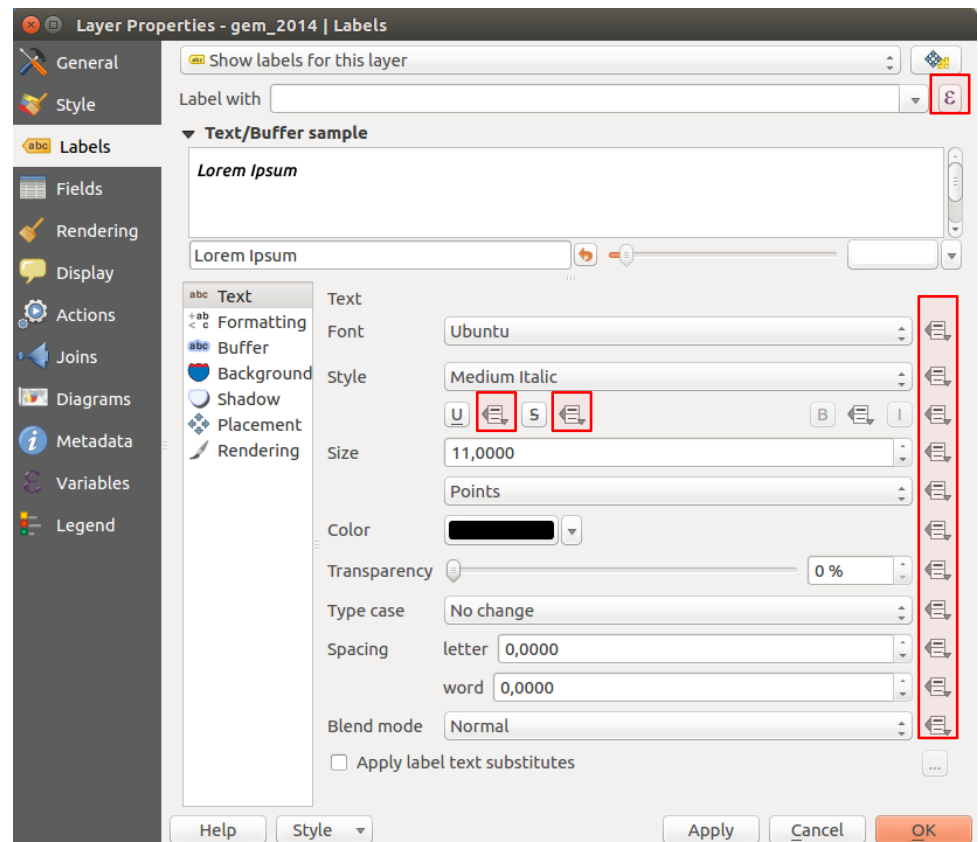 Layer Properties - gem_2014 | Labels
General
Style
Labels
Fields
Rendering
Display
Actions
Joins
Diagrams
Metadata
Variables
Legend
abc Show labels for this layer
Label with ε
Text/Buffer sample
Lorem Ipsum
Lorem Ipsum
abc Text
+ab < c Formatting
abc Buffer
Background
Shadow
Placement
Rendering
Text
Font Ubuntu
Style Medium Italic
U S B I
Size 11,0000
Points
Color
Transparency 0 %
Type case No change
Spacing letter 0,0000
word 0,0000
Blend mode Normal
Apply label text substitutes ...
Help Style Apply Cancel OK